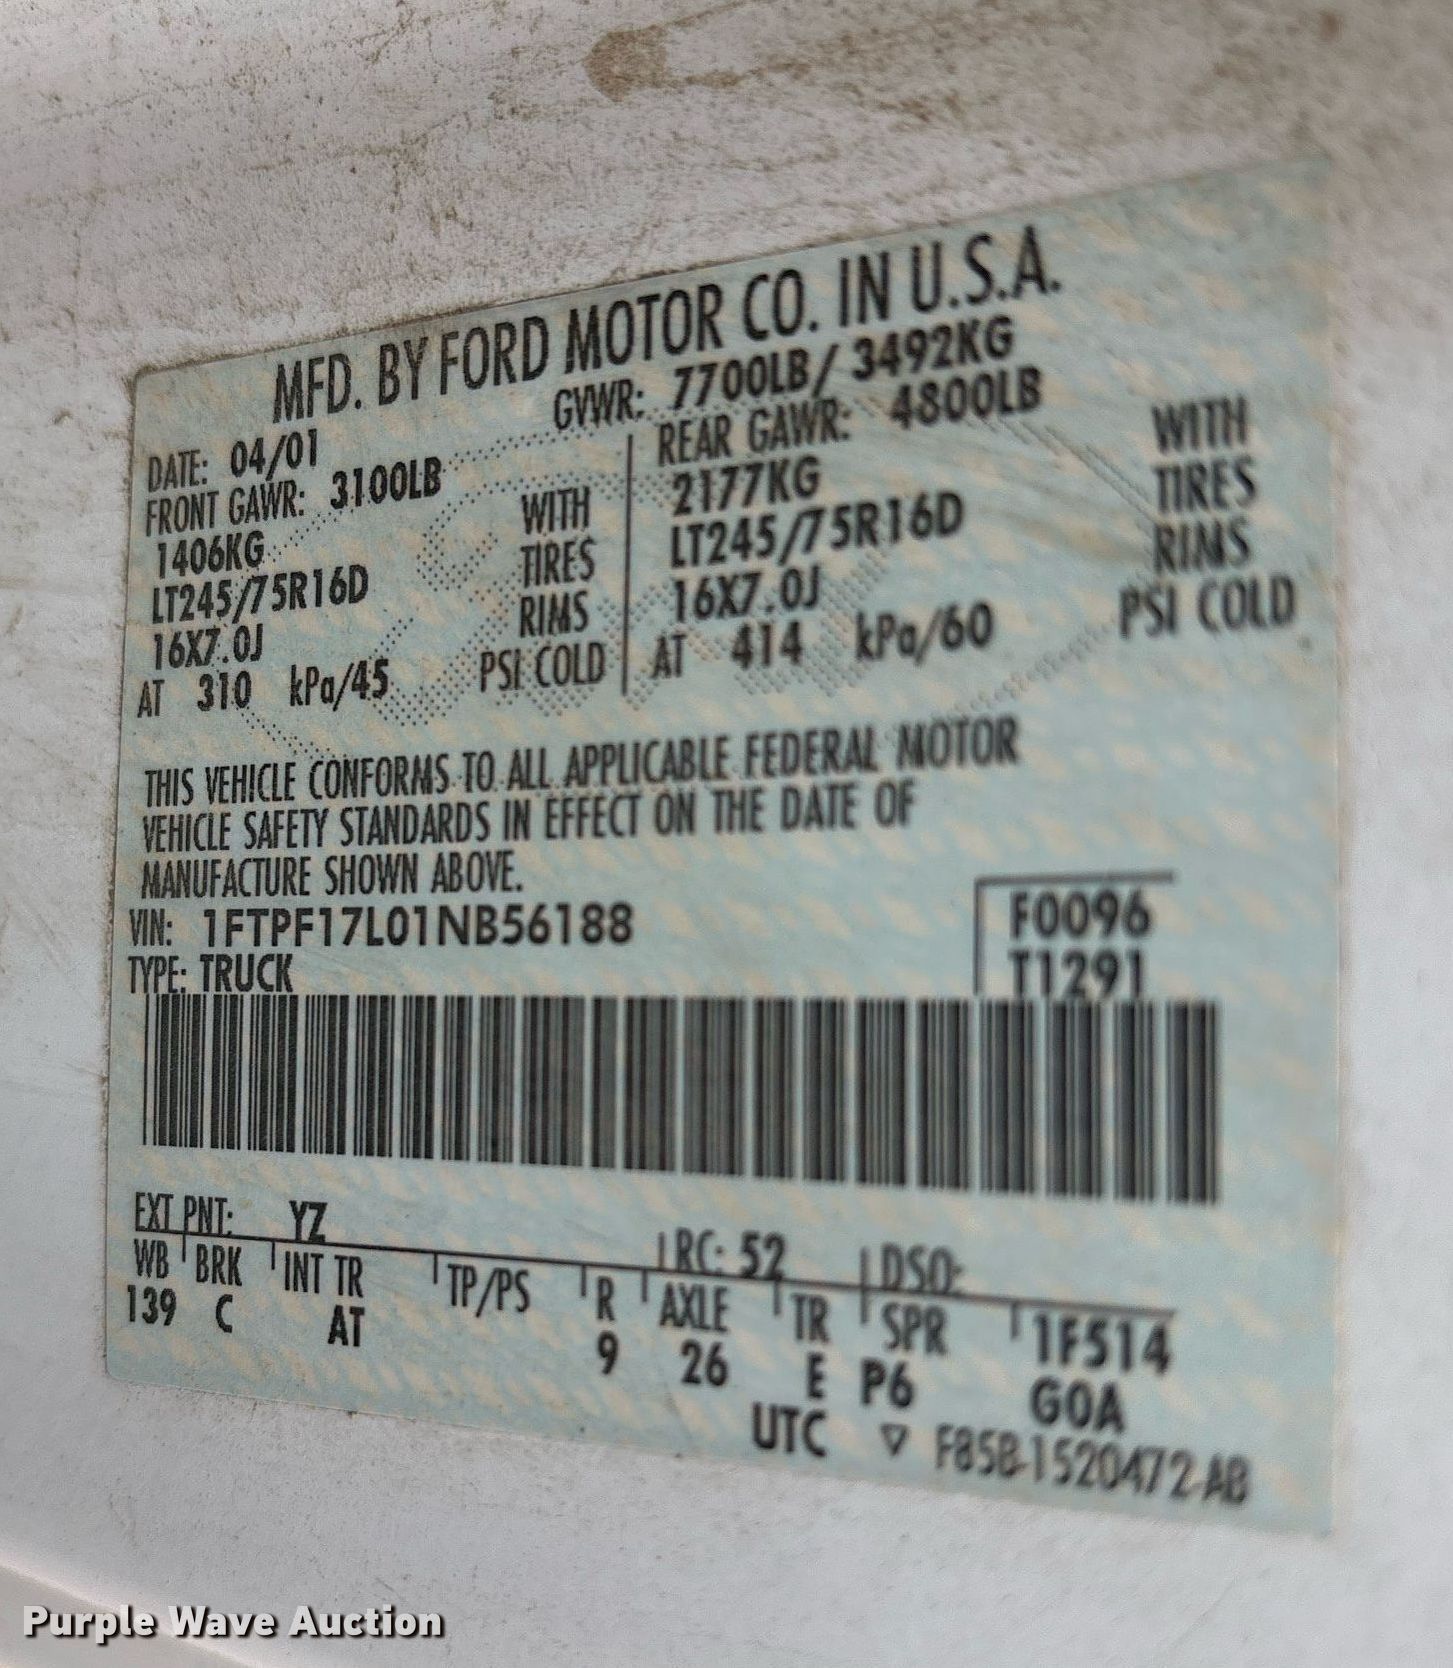 MFD. BY FORD MOTOR CO. IN U.S.A.
DATE: 04/01 GVWR: 7700LB/ 3492KG
FRONT GAWR: 3100LB REAR GAWR: 4800LB
1406KG WITH 2177KG WITH
LT245/75R16D TIRES LT245/75R16D TIRES
16X7.0J RIMS 16X7.0J RIMS
AT 310 kPa/45 PSI COLD AT 414 kPa/60 PSI COLD
THIS VEHICLE CONFORMS TO ALL APPLICABLE FEDERAL MOTOR
VEHICLE SAFETY STANDARDS IN EFFECT ON THE DATE OF
MANUFACTURE SHOWN ABOVE.
VIN: 1FTPF17L01NB56188 F0096
TYPE: TRUCK T1291
EXT PNT: YZ RC: 52 DSO:
WB BRK INT TR TP/PS R AXLE TR SPR 1F514
139 C AT 9 26 E P6 GOA
UTC ▽ F85B-1520472-AB
Purple Wave Auction